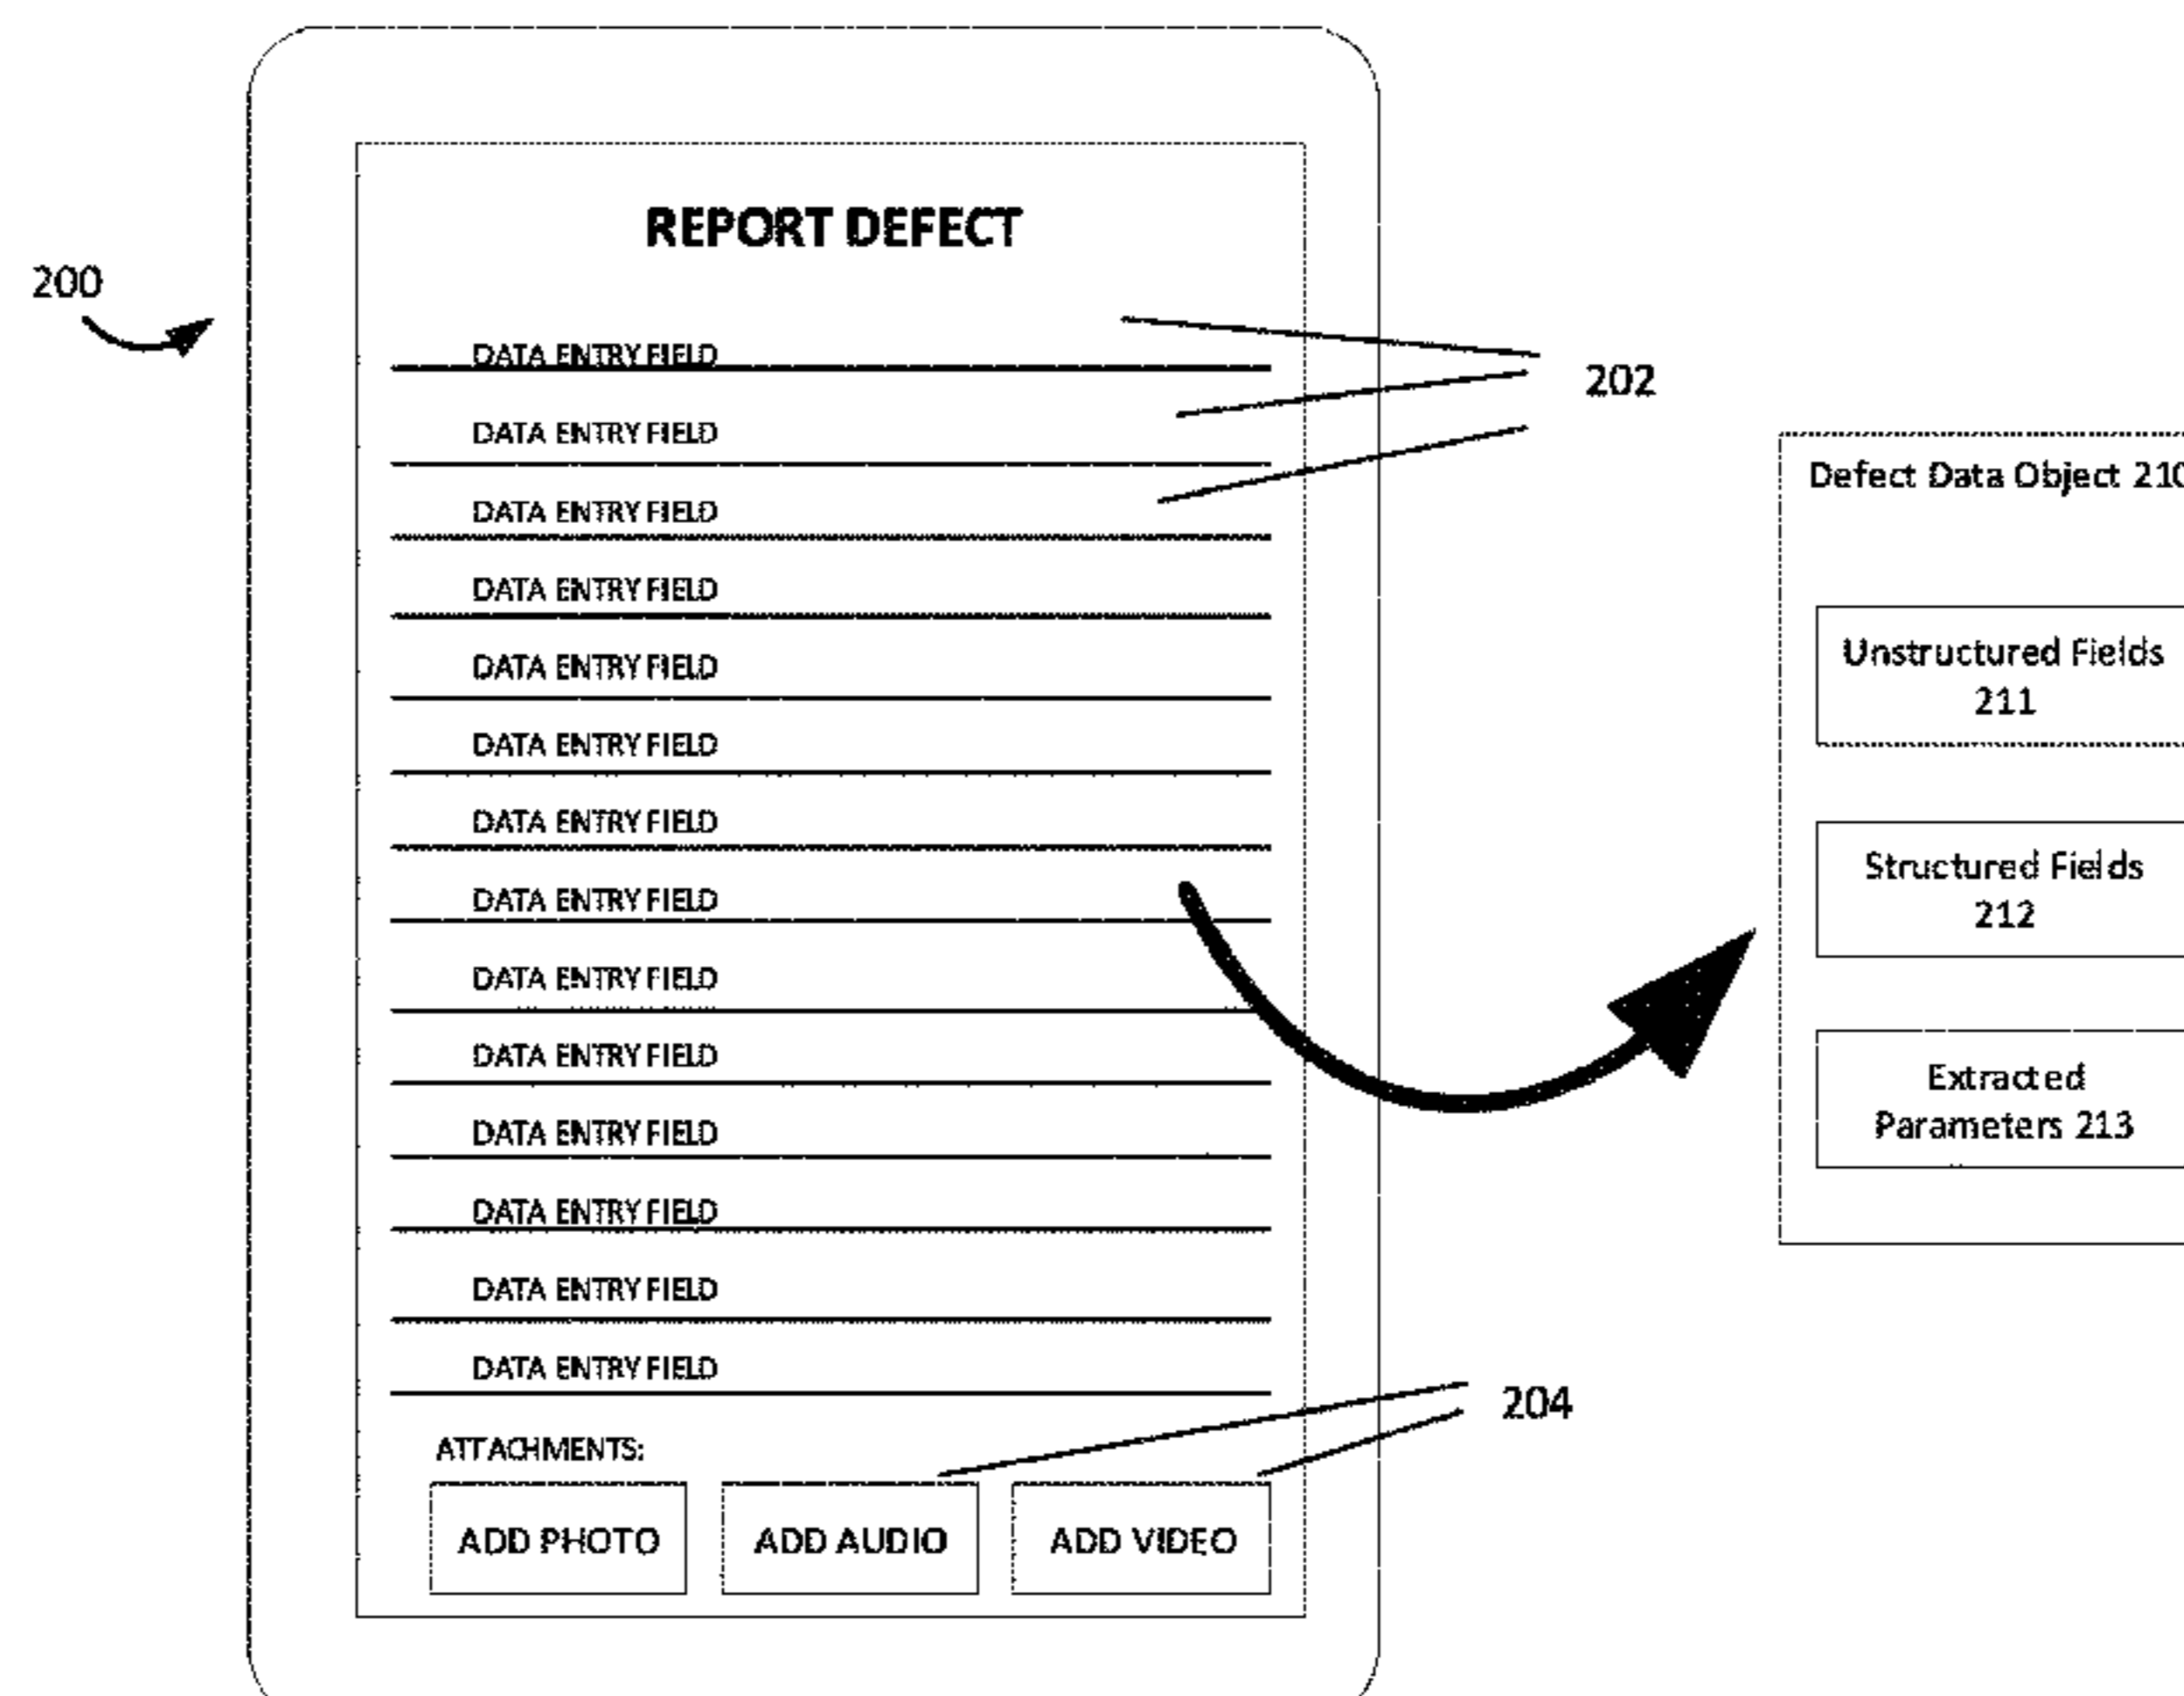 REPORT DEFECT
200
DATA ENTRY FIELD
202
DATA ENTRY FIELD
DATA ENTRY FIELD
DATA ENTRY FIELD
DATA ENTRY FIELD
DATA ENTRY FIELD
DATA ENTRY FIELD
DATA ENTRY FIELD
DATA ENTRY FIELD
DATA ENTRY FIELD
DATA ENTRY FIELD
DATA ENTRY FIELD
DATA ENTRY FIELD
DATA ENTRY FIELD
204
ATTACHMENTS:
ADD PHOTO
ADD AUDIO
ADD VIDEO
Defect Data Object 210
Unstructured Fields
211
Structured Fields
212
Extracted
Parameters 213